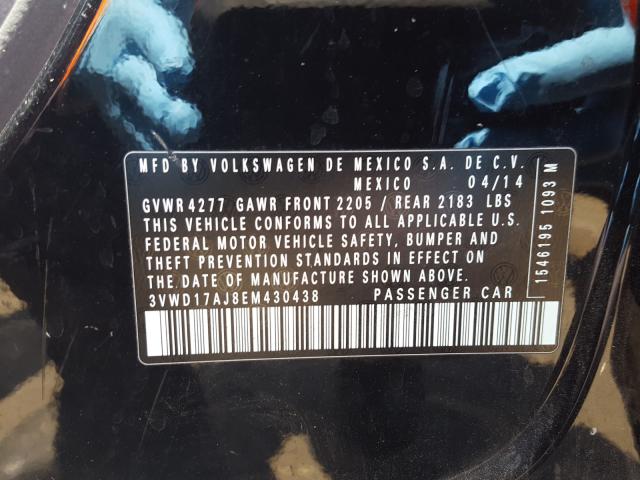 MFD BY VOLKSWAGEN DE MEXICO S.A. DE C.V.
MEXICO 04/14
GVWR 4277 GAWR FRONT 2205 / REAR 2183 LBS
THIS VEHICLE CONFORMS TO ALL APPLICABLE U.S.
FEDERAL MOTOR VEHICLE SAFETY, BUMPER AND
THEFT PREVENTION STANDARDS IN EFFECT ON
THE DATE OF MANUFACTURE SHOWN ABOVE.
3VWD17AJ8EM430438 PASSENGER CAR
1546195 1093 M